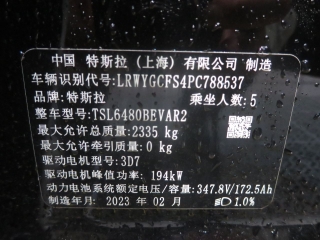 中国 特斯拉(上海)有限公司 制造
车辆识别代号:LRWYGCFS4PC788537
品牌:特斯拉 乘坐人数:5
整车型号:TSL6480BEVAR2
最大允许总质量:2335 kg
最大允许牵引质量:0 kg
驱动电机型号:3D7
驱动电机峰值功率:194kW
动力电池系统额定电压/容量:347.8V/172.5Ah
制造年月:2023 年 02 月 1.0%